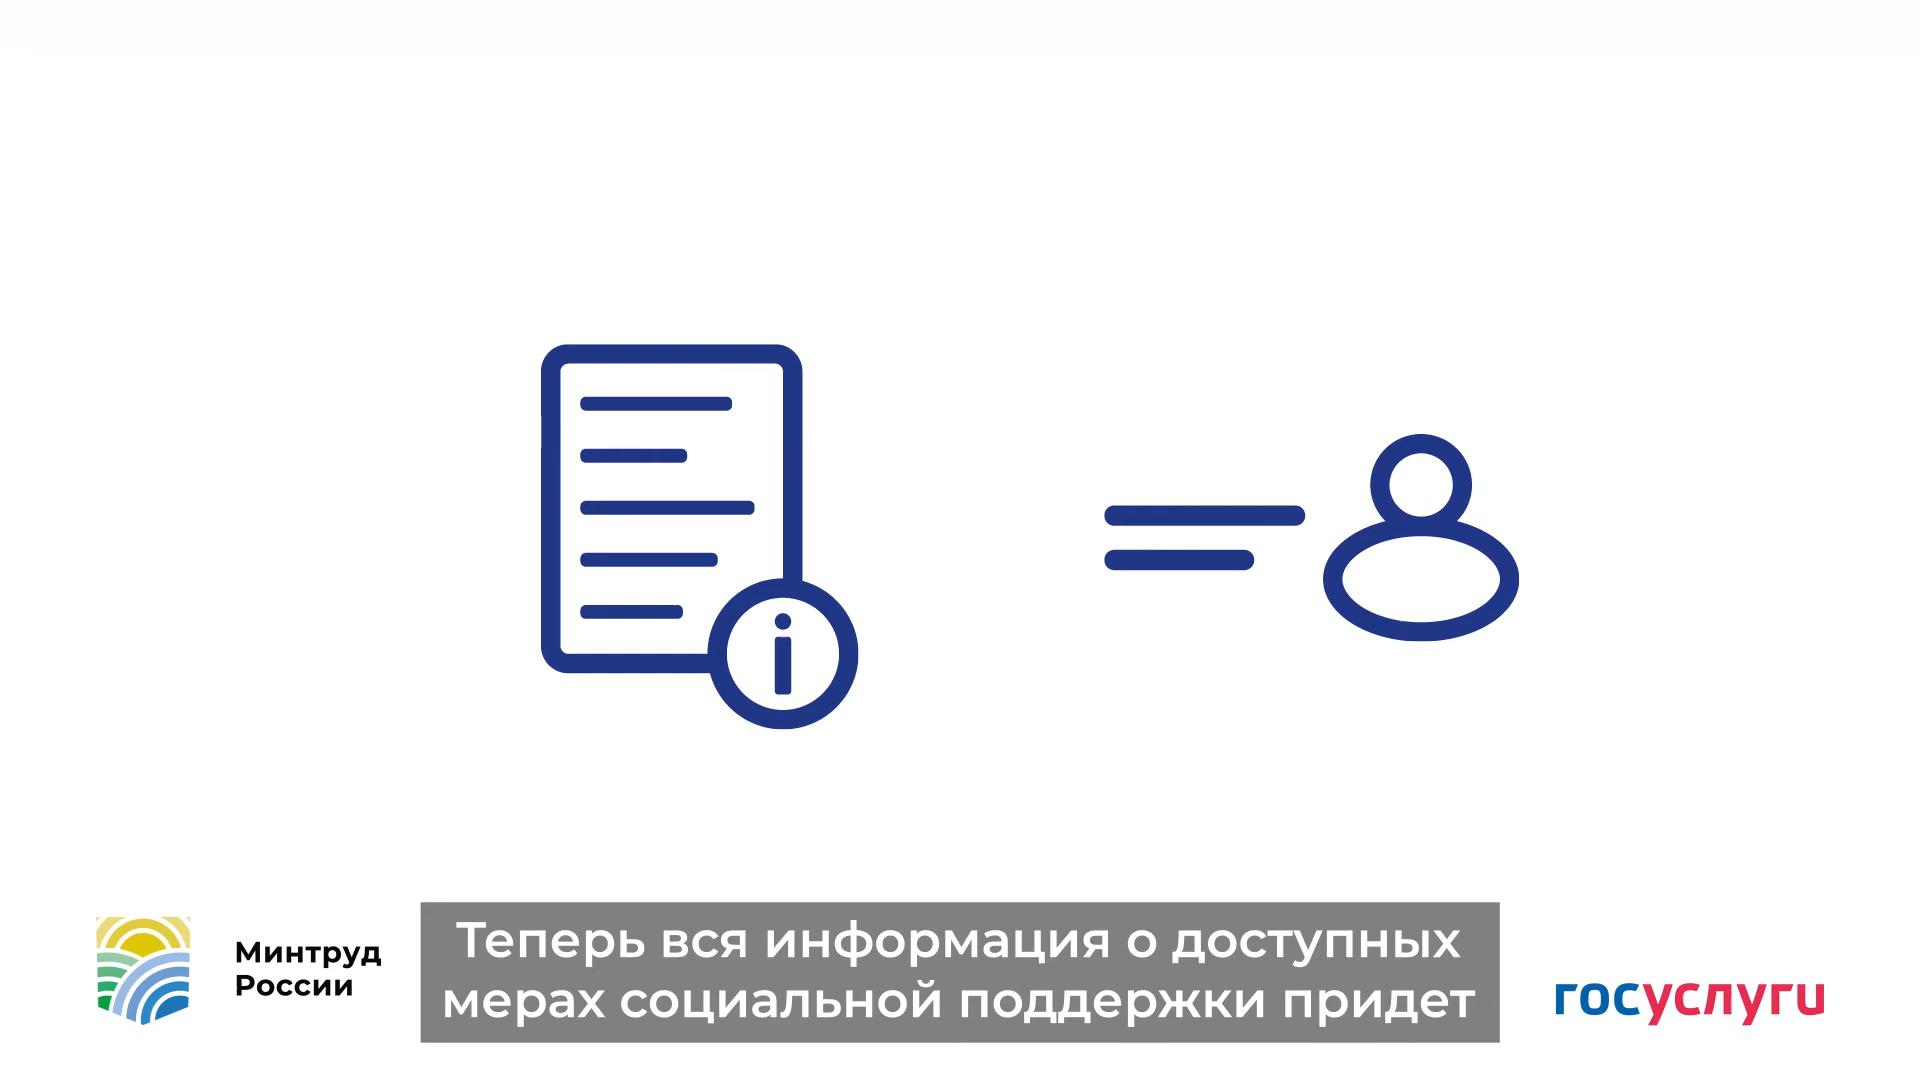 i
Минтруд
России
Теперь вся информация о доступных
мерах социальной поддержки придет
госуслуги